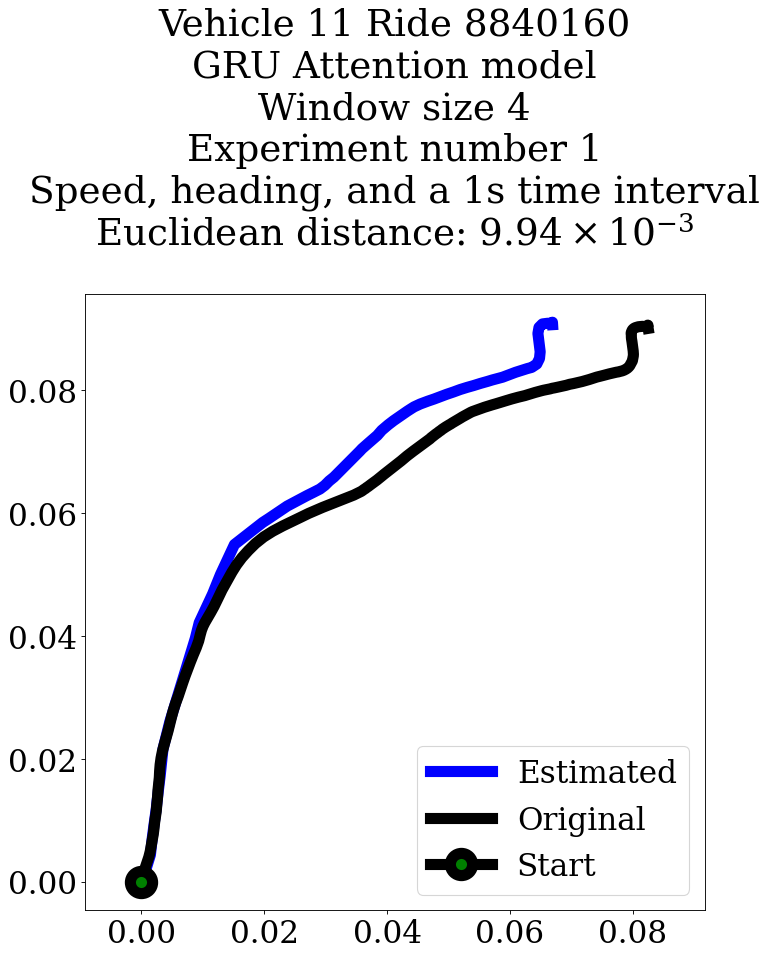 Vehicle 11 Ride 8840160
GRU Attention model
Window size 4
Experiment number 1
Speed, heading, and a 1s time interval
Euclidean distance: 9.94 × 10⁻³
0.08
0.06
0.04
0.02
0.00
Estimated
Original
Start
0.00 0.02 0.04 0.06 0.08